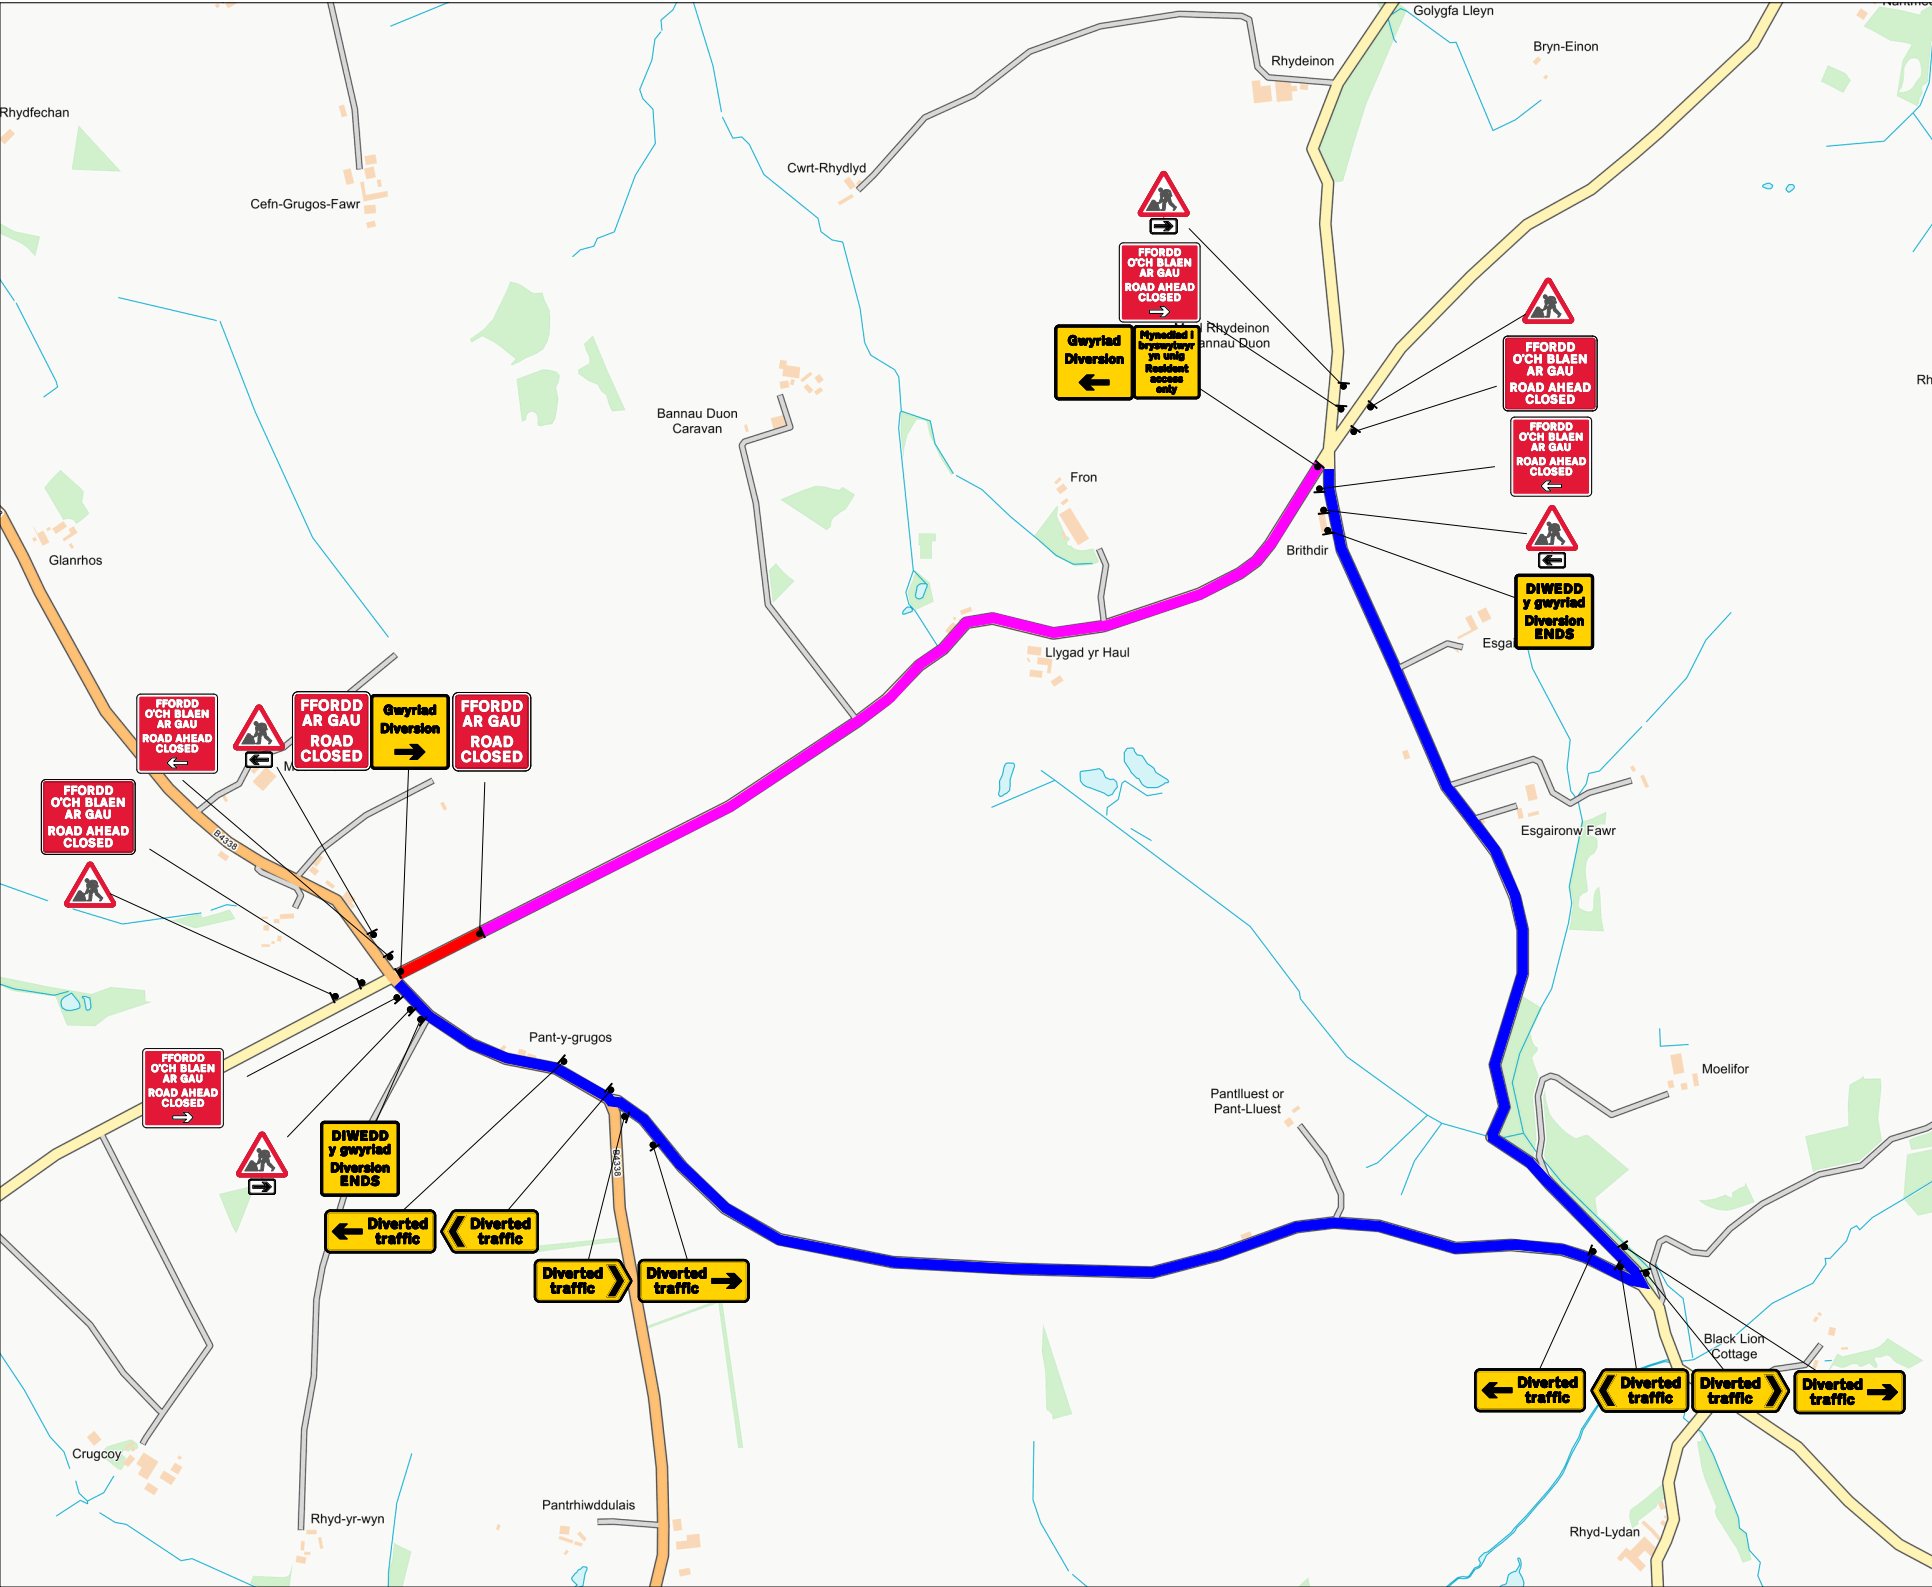 Golygfa Lleyn
Bryn-Einon
Rhydeinon
Rhydfechan
Cwrt-Rhydlyd
Cefn-Grugos-Fawr
FFORDD
O'CH BLAEN
AR GAU
ROAD AHEAD
CLOSED
Gwyriad
Diversion
Mynediad i
bryswytwyr
yn unig
Resident
access
only
Rhydeinon
annau Duon
FFORDD
O'CH BLAEN
AR GAU
ROAD AHEAD
CLOSED
FFORDD
O'CH BLAEN
AR GAU
ROAD AHEAD
CLOSED
DIWEDD
y gwyriad
Diversion
ENDS
Rh
Bannau Duon
Caravan
Fron
Brithdir
Glanrhos
Esgai
Llygad yr Haul
FFORDD
O'CH BLAEN
AR GAU
ROAD AHEAD
CLOSED
M
FFORDD
AR GAU
ROAD
CLOSED
Gwyriad
Diversion
FFORDD
AR GAU
ROAD
CLOSED
FFORDD
O'CH BLAEN
AR GAU
ROAD AHEAD
CLOSED
B4338
Esgaironw Fawr
Pant-y-grugos
FFORDD
O'CH BLAEN
AR GAU
ROAD AHEAD
CLOSED
Moelifor
Pantlluest or
Pant-Lluest
DIWEDD
y gwyriad
Diversion
ENDS
B4338
Diverted
traffic
Diverted
traffic
Diverted
traffic
Diverted
traffic
Black Lion
Cottage
Diverted
traffic
Diverted
traffic
Diverted
traffic
Diverted
traffic
Crugcoy
Rhyd-yr-wyn
Pantrhiwddulais
Rhyd-Lydan